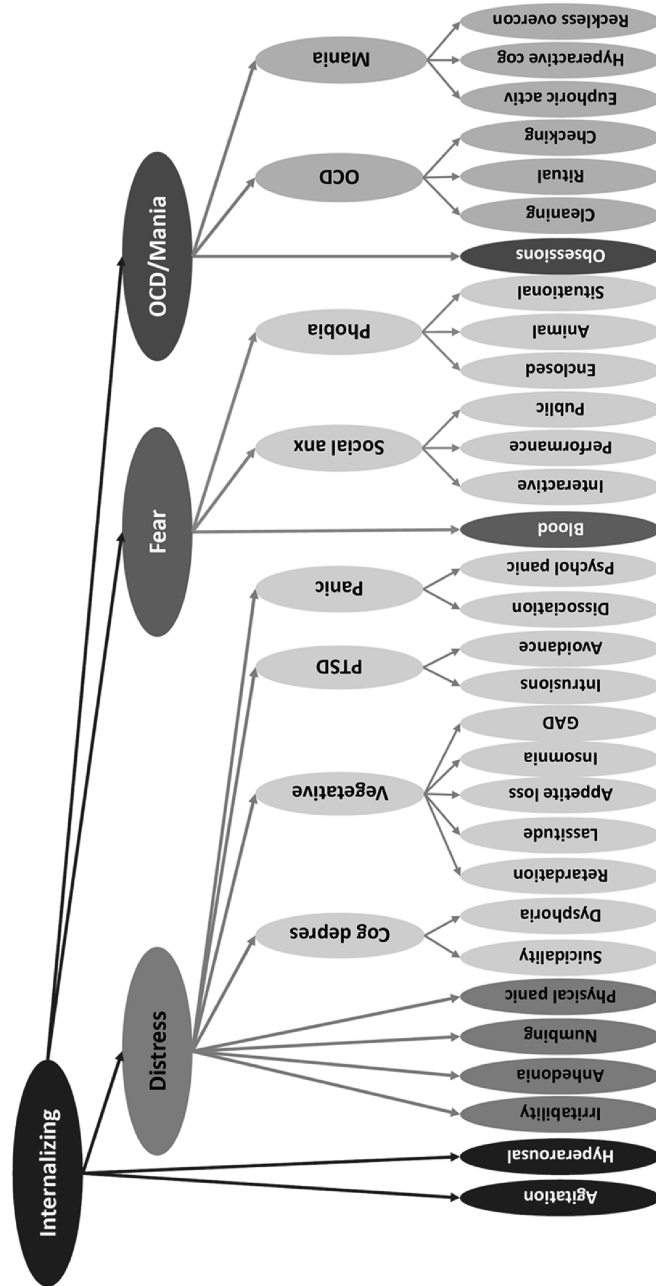 Internalizing
Distress
Fear
OCD/Mania
Cog depres
Vegetative
PTSD
Panic
Social anx
Phobia
OCD
Mania
Agitation
Hyperarousal
Irritability
Anhedonia
Numbing
Physical panic
Suicidality
Dysphoria
Retardation
Lassitude
Appetite loss
Insomnia
GAD
Intrusions
Avoidance
Dissociation
Psychol panic
Blood
Interactive
Performance
Public
Enclosed
Animal
Situational
Obsessions
Cleaning
Ritual
Checking
Euphoric activ
Hyperactive cog
Reckless overcon